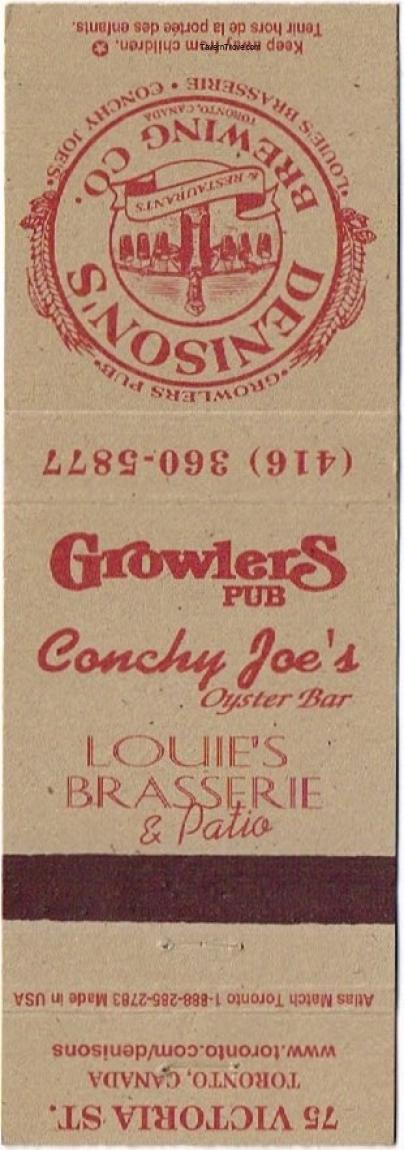 Keep away from children.
Tenir hors de la portée des enfants.
TavernTrove.com
DENISON'S
BREWING CO.
& RESTAURANTS
TORONTO, CANADA
• GROWLERS PUB • LOUIE'S BRASSERIE • CONCHY JOE'S •
(416) 360-5877
Growlers
PUB
Conchy Joe's
Oyster Bar
LOUIE'S
BRASSERIE
& Patio
Atlas Match Toronto 1-888-285-2783 Made in USA
75 VICTORIA ST.
TORONTO, CANADA
www.toronto.com/denisons